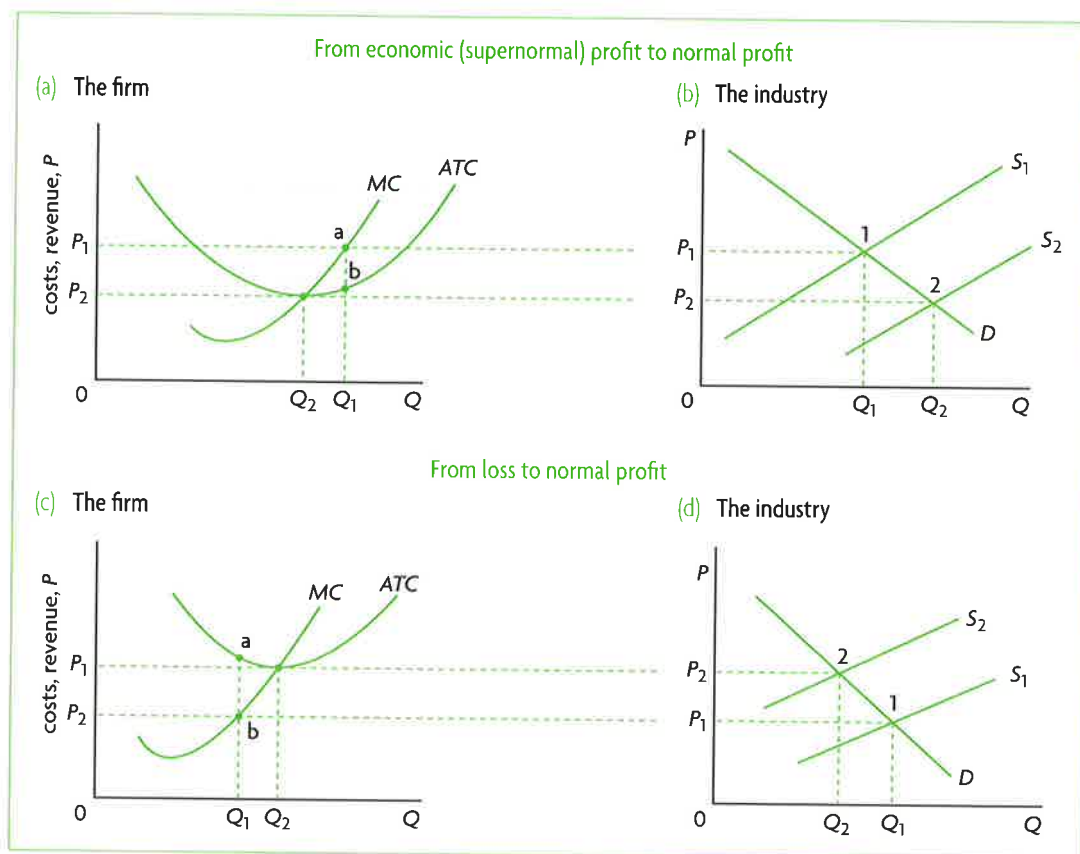 From economic (supernormal) profit to normal profit
(a) The firm
costs, revenue, P
P1
P2
a
b
MC
ATC
0
Q2
Q1
Q
(b) The industry
P
P1
P2
1
2
S1
S2
D
0
Q1
Q2
Q
From loss to normal profit
(c) The firm
costs, revenue, P
P1
P2
a
b
MC
ATC
0
Q1
Q2
Q
(d) The industry
P
P2
P1
2
1
S2
S1
D
0
Q2
Q1
Q